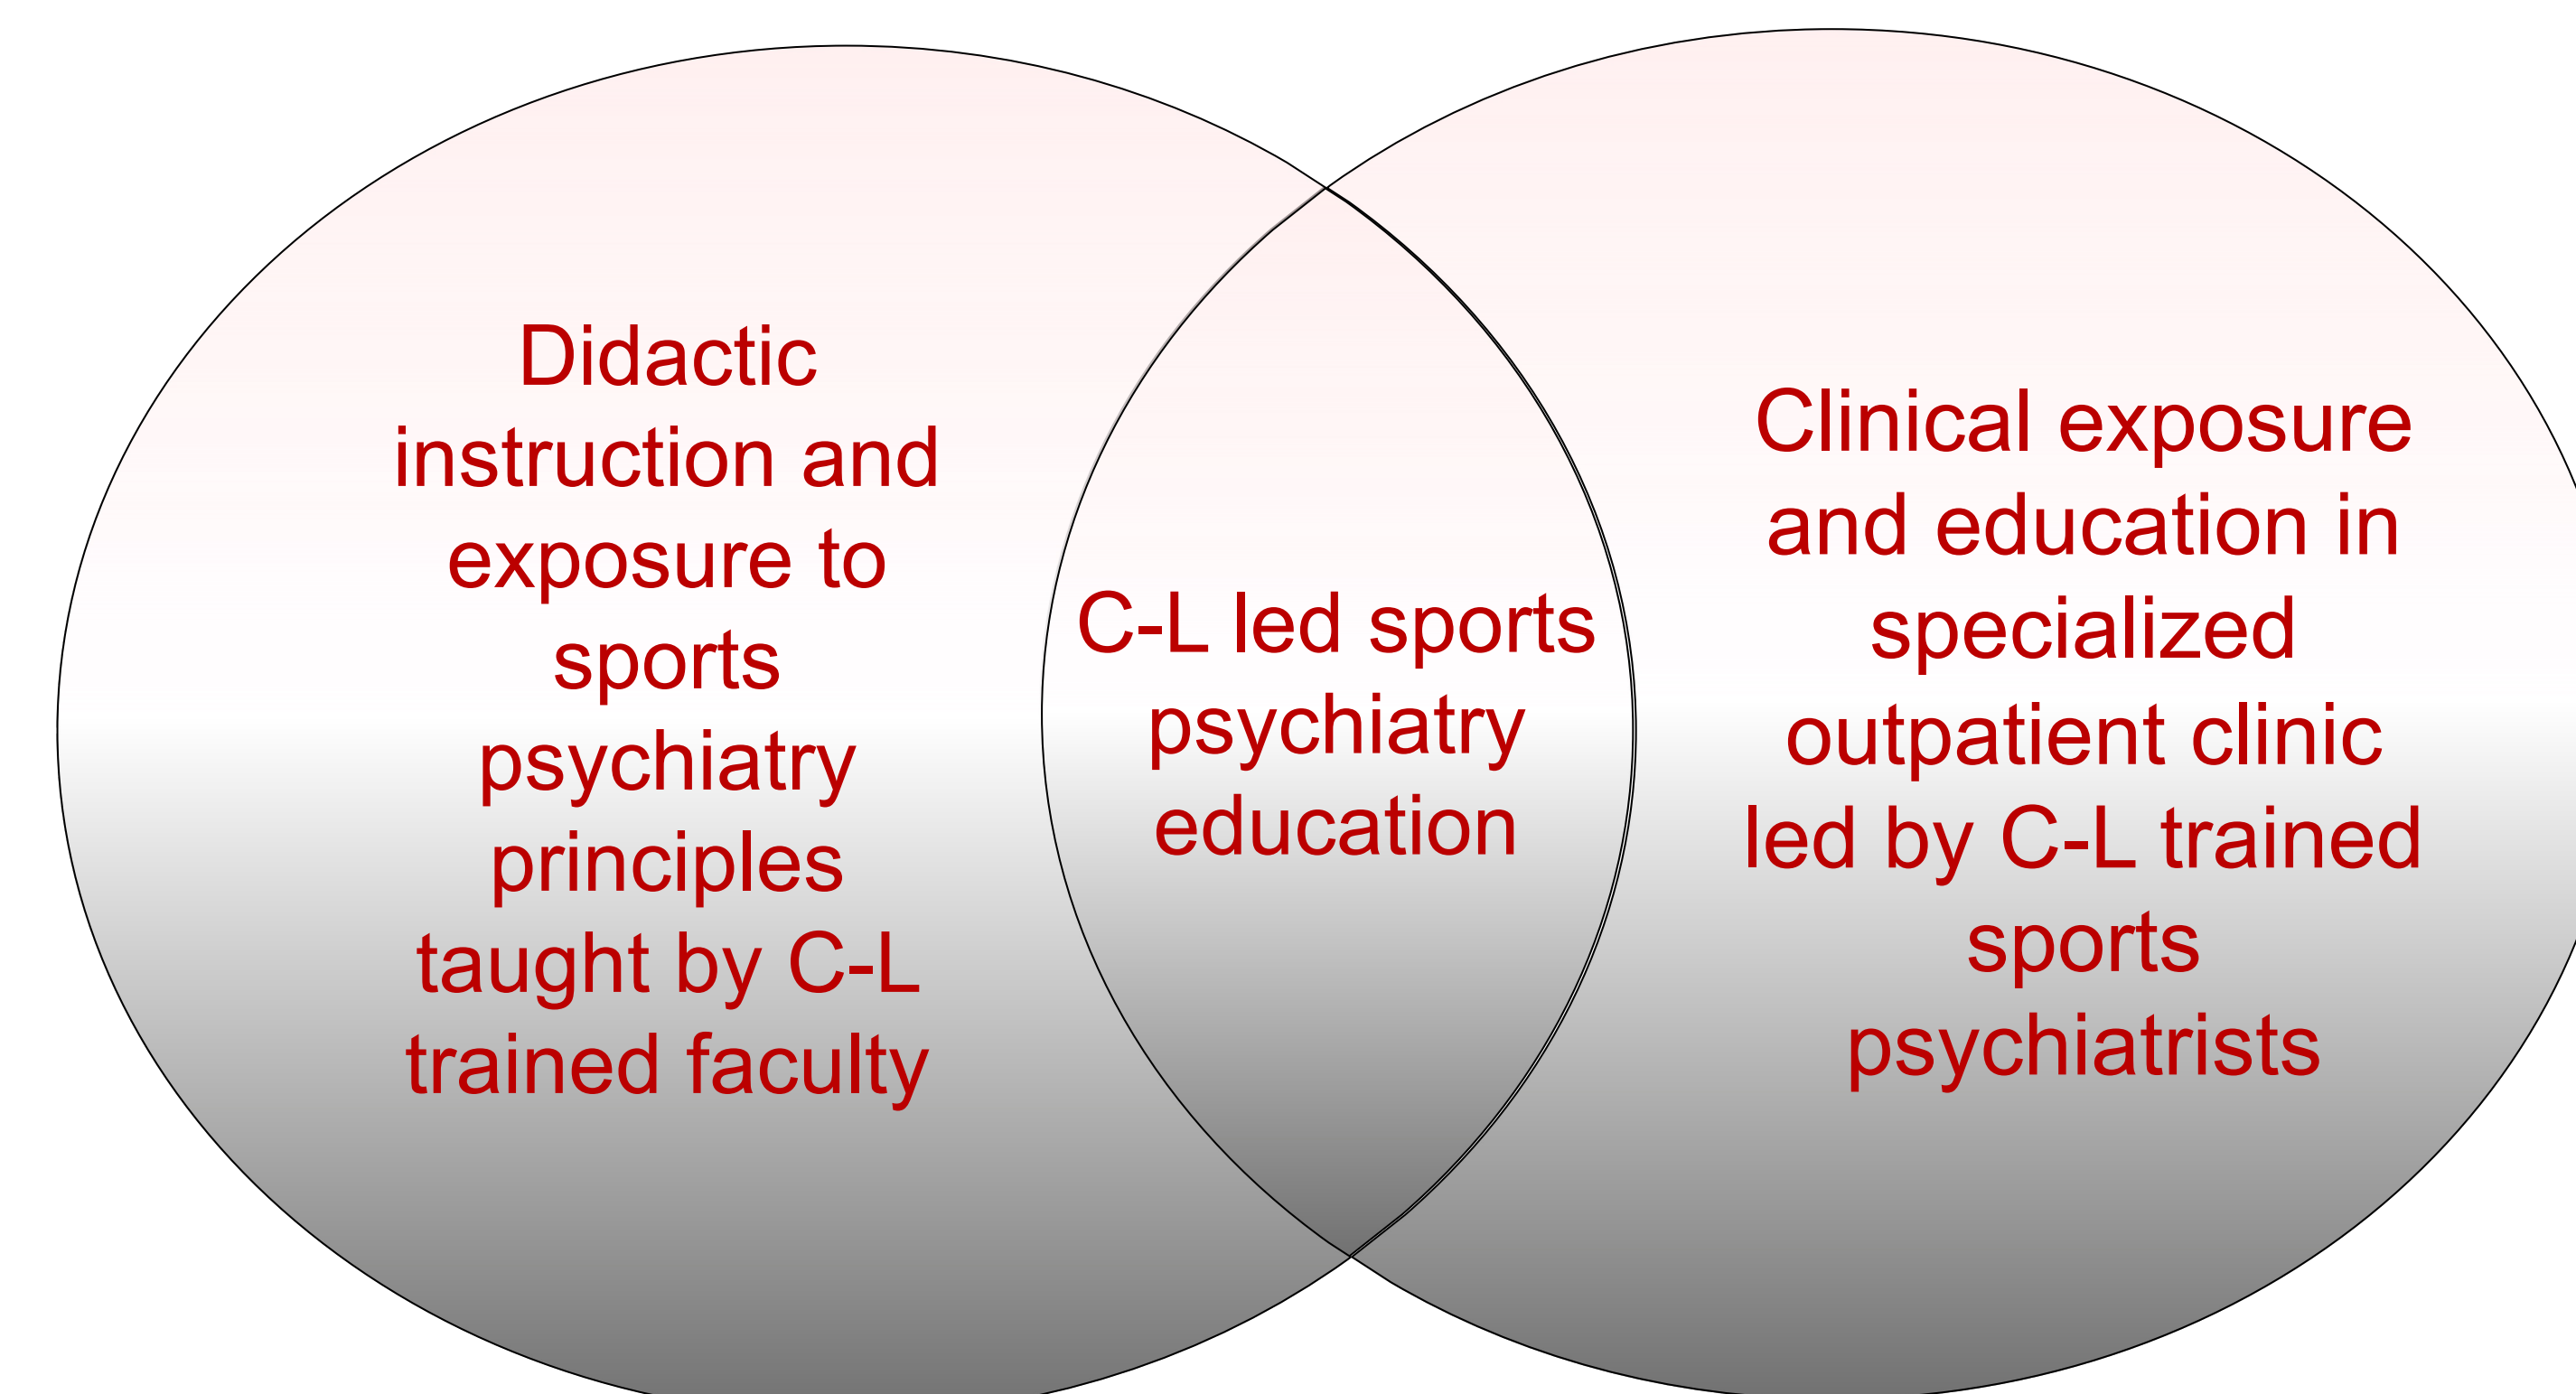 Didactic
instruction and
exposure to
sports
psychiatry
principles
taught by C-L
trained faculty
C-L led sports
psychiatry
education
Clinical exposure
and education in
specialized
outpatient clinic
led by C-L trained
sports
psychiatrists